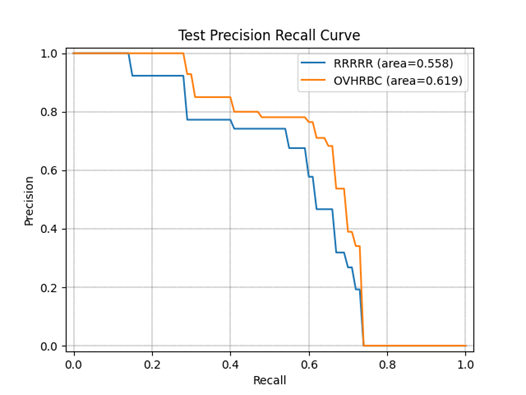 Test Precision Recall Curve
RRRRR (area=0.558)
OVHRBC (area=0.619)
Precision
1.0
0.8
0.6
0.4
0.2
0.0
0.0 0.2 0.4 0.6 0.8 1.0
Recall